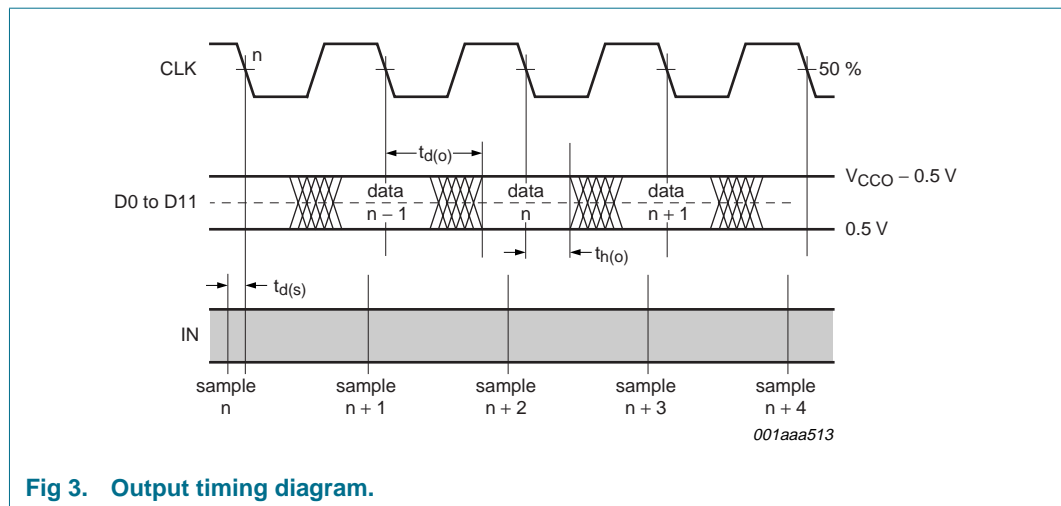 CLK
n
50 %
t_d(o)
D0 to D11
data
n − 1
data
n
data
n + 1
V_CCO − 0.5 V
0.5 V
t_h(o)
t_d(s)
IN
sample
n
sample
n + 1
sample
n + 2
sample
n + 3
sample
n + 4
001aaa513
Fig 3. Output timing diagram.